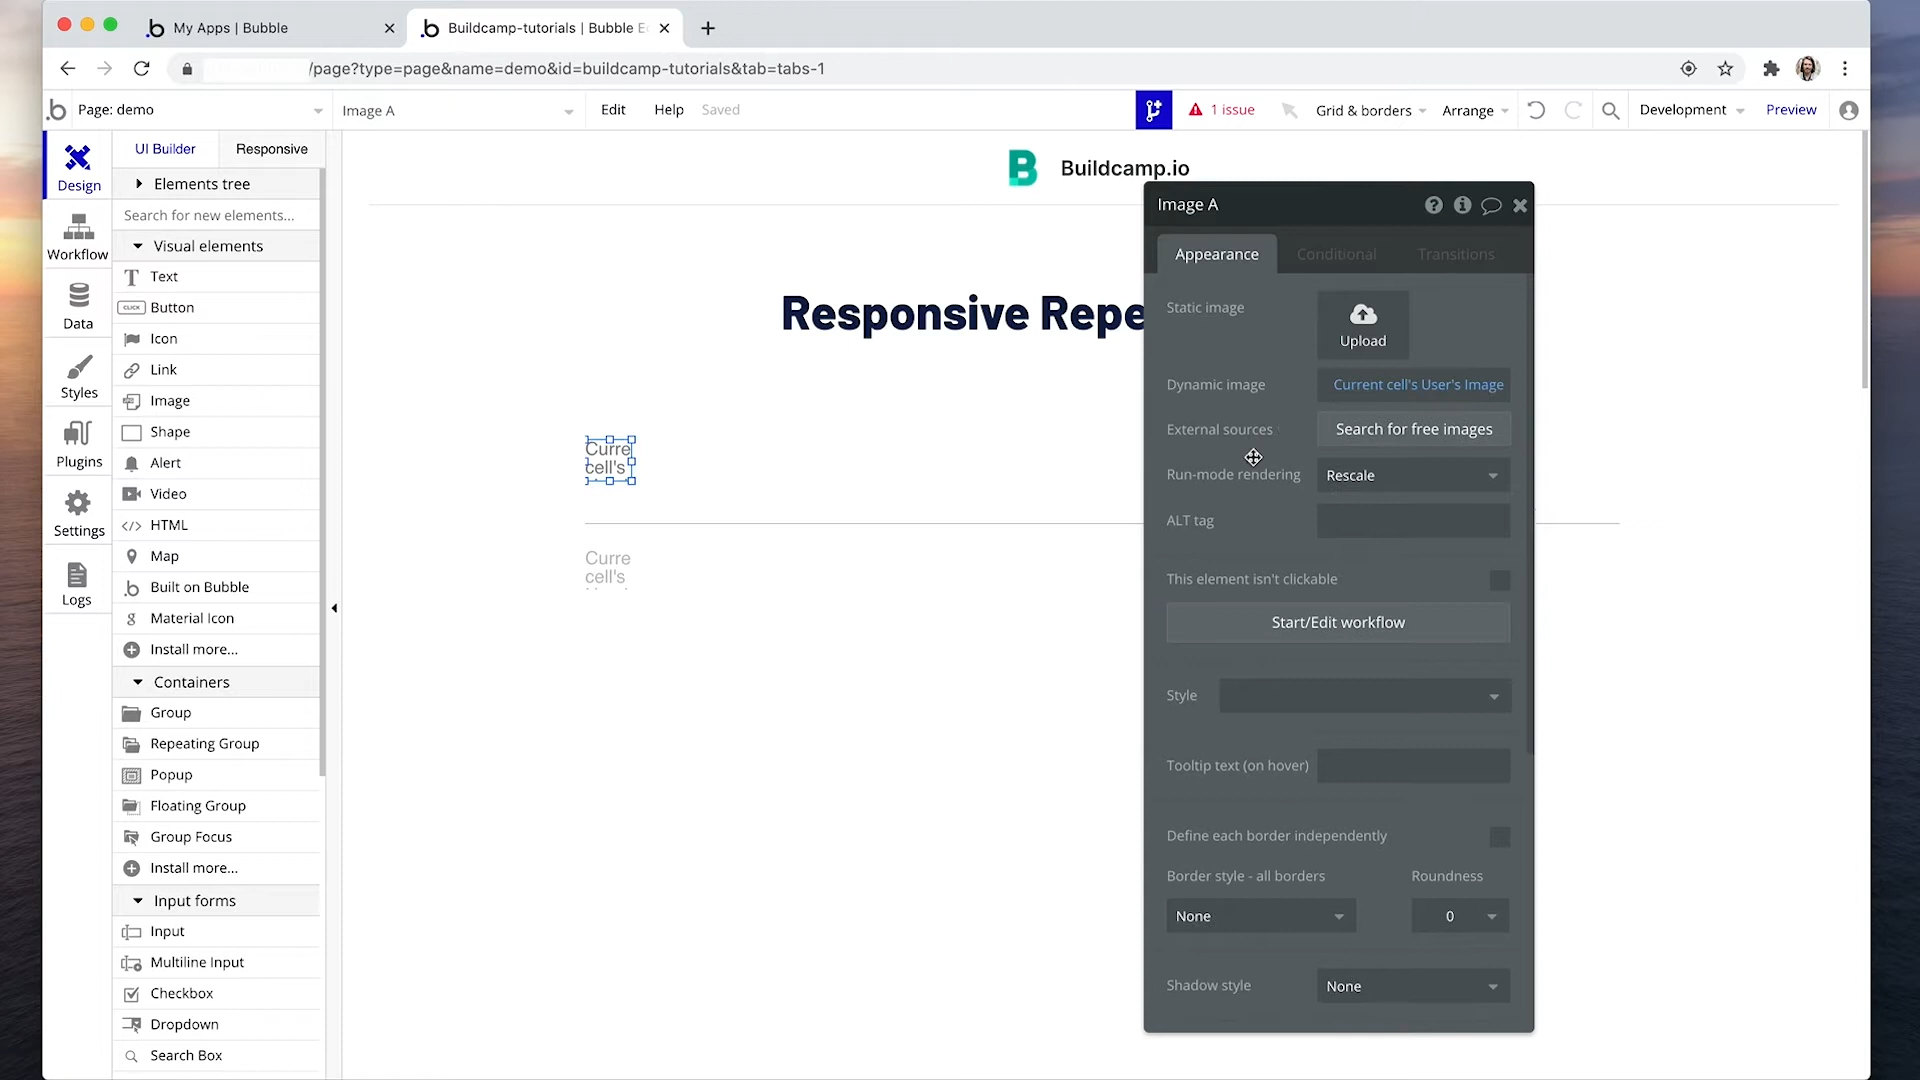 My Apps | Bubble
Buildcamp-tutorials | Bubble E
/page?type=page&name=demo&id=buildcamp-tutorials&tab=tabs-1
Page: demo
Image A
Edit
Help
Saved
1 issue
Grid & borders
Arrange
Development
Preview
Design
Workflow
Data
Styles
Plugins
Settings
Logs
UI Builder
Responsive
Elements tree
Search for new elements...
Visual elements
Text
CLICK
Button
Icon
Link
Image
Shape
Alert
Video
HTML
Map
Built on Bubble
Material Icon
Install more...
Containers
Group
Repeating Group
Popup
Floating Group
Group Focus
Install more...
Input forms
Input
Multiline Input
Checkbox
Dropdown
Search Box
Buildcamp.io
Responsive Repe
Curre
cell's
Curre
cell's
Image A
Appearance
Conditional
Transitions
Static image
Upload
Dynamic image
Current cell's User's Image
External sources
Search for free images
Run-mode rendering
Rescale
ALT tag
This element isn't clickable
Start/Edit workflow
Style
Tooltip text (on hover)
Define each border independently
Border style - all borders
Roundness
None
0
Shadow style
None